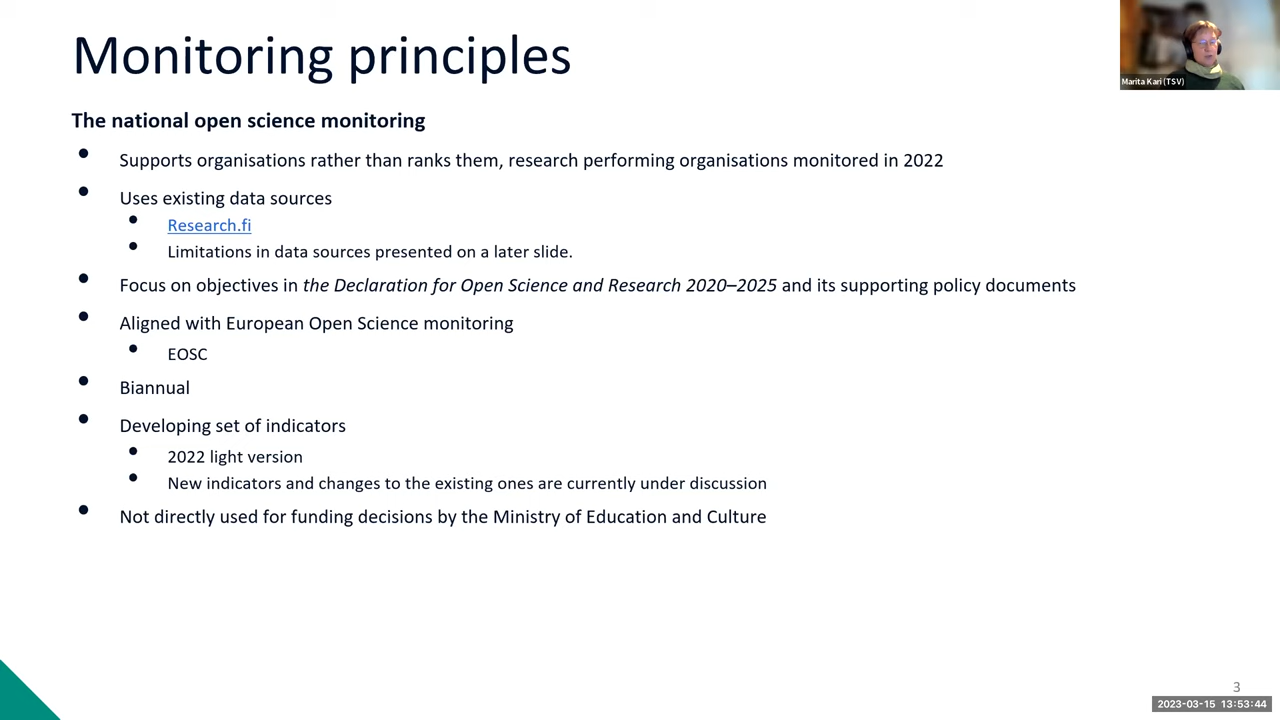 Monitoring principles
Marita Kari (TSV)
The national open science monitoring
Supports organisations rather than ranks them, research performing organisations monitored in 2022
Uses existing data sources
Research.fi
Limitations in data sources presented on a later slide.
Focus on objectives in the Declaration for Open Science and Research 2020–2025 and its supporting policy documents
Aligned with European Open Science monitoring
EOSC
Biannual
Developing set of indicators
2022 light version
New indicators and changes to the existing ones are currently under discussion
Not directly used for funding decisions by the Ministry of Education and Culture
3
2023-03-15 13:53:44